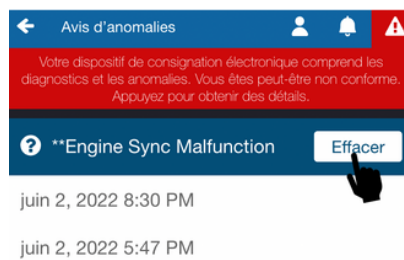 Avis d'anomalies
Votre dispositif de consignation électronique comprend les
diagnostics et les anomalies. Vous êtes peut-être non conforme.
Appuyez pour obtenir des détails.
**Engine Sync Malfunction
Effacer
juin 2, 2022 8:30 PM
juin 2, 2022 5:47 PM